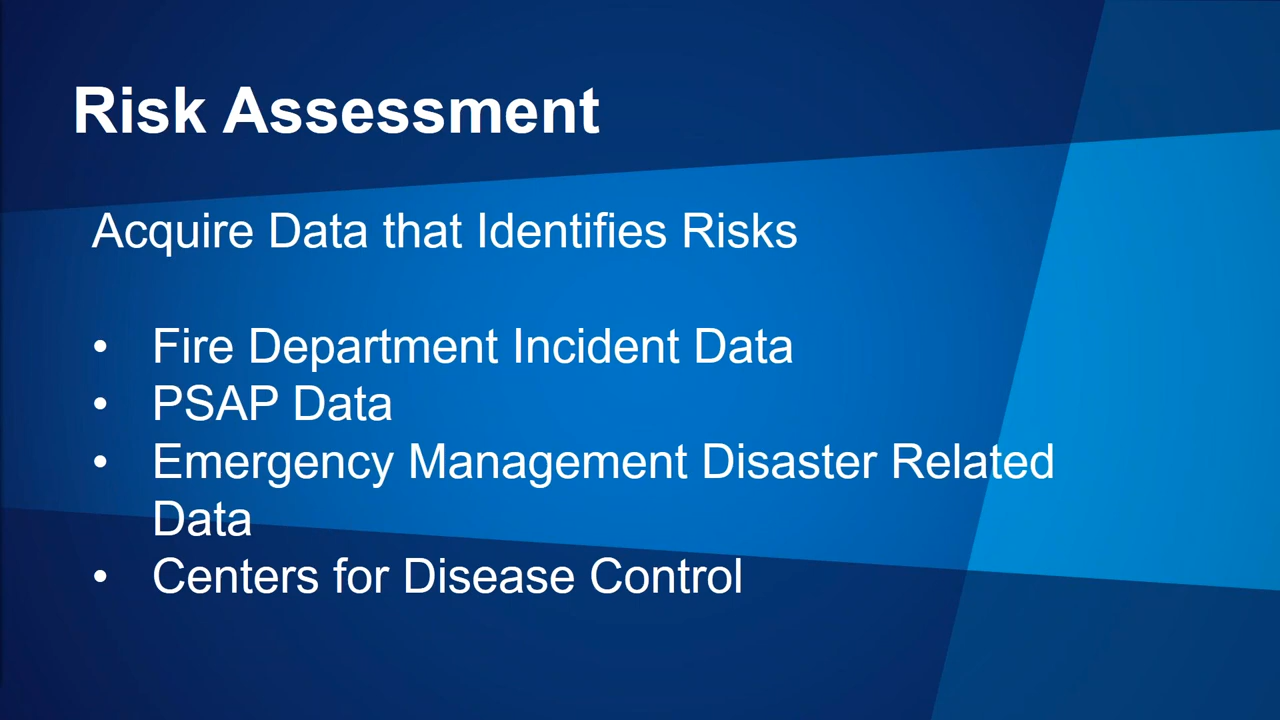 Risk Assessment
Acquire Data that Identifies Risks
• Fire Department Incident Data
• PSAP Data
• Emergency Management Disaster Related
Data
• Centers for Disease Control